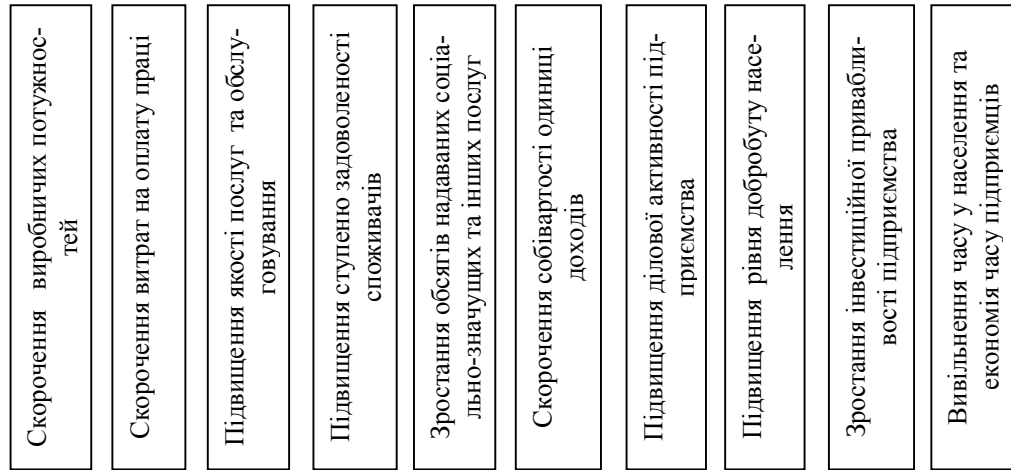 Скорочення виробничих потужнос-
тей
Скорочення витрат на оплату праці
Підвищення якості послуг та обслу-
говування
Підвищення ступеню задоволеності
споживачів
Зростання обсягів надаваних соціа-
льно-значущих та інших послуг
Скорочення собівартості одиниці
доходів
Підвищення ділової активності під-
приємства
Підвищення рівня добробуту насе-
лення
Зростання інвестиційної привабли-
вості підприємства
Вивільнення часу у населення та
економія часу підприємців